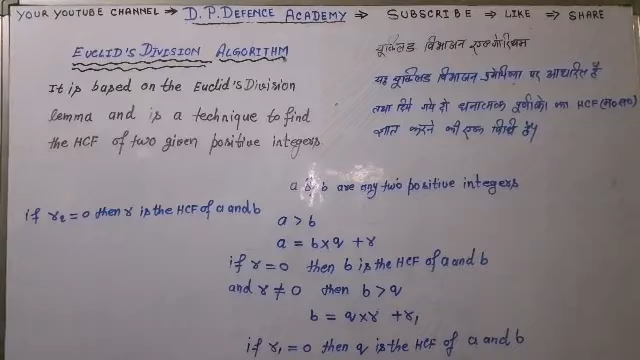 YOUR YOUTUBE CHANNEL ⇒ D.P.DEFENCE ACADEMY ⇒ SUBSCRIBE ⇒ LIKE ⇒ SHARE
EUCLID'S DIVISION ALGORITHM
It is based on the Euclid's Division
lemma and is a technique to find
the HCF of two given positive integers.
यूक्लिड विभाजन एल्गोरिथम
यह यूक्लिड विभाजन प्रमेयिका पर आधारित है
तथा दिये गये दो धनात्मक पूर्णांको का HCF(म०स०)
ज्ञात करने की एक विधि है।
a & b are any two positive integers
if r₂ = 0 then r is the HCF of a and b
a > b
a = b×q + r
if r = 0 then b is the HCF of a and b
and r ≠ 0 then b > q
b = q×r + r₁
if r₁ = 0 then q is the HCF of a and b